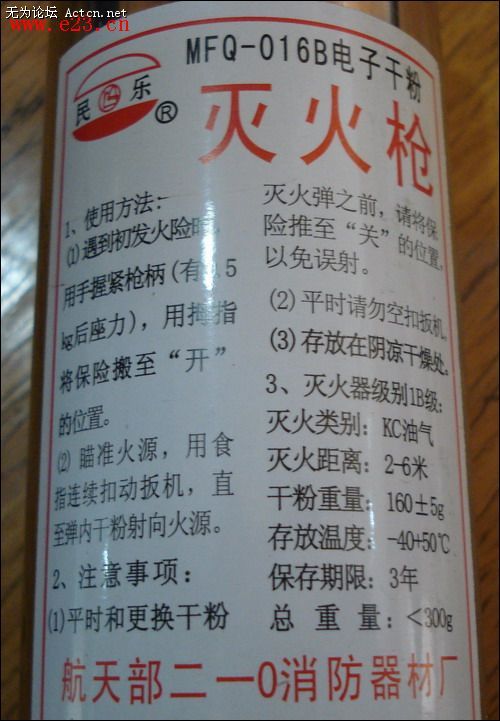 无为论坛 Actcn.net
www.e23.cn
民 乐
®
MFQ-016B电子干粉
灭火枪
1、使用方法:
(1)遇到初发火险时,
用手握紧枪柄(有 .5
kg后座力),用拇指
将保险搬至“开”
的位置。
(2) 瞄准火源,用食
指连续扣动扳机,直
至弹内干粉射向火源。
2、注意事项:
(1)平时和更换干粉
灭火弹之前,请将保
险推至“关”的位置,
以免误射。
(2)平时请勿空扣扳机,
(3)存放在阴凉干燥处。
3、灭火器级别1B级:
灭火类别: KC油气
灭火距离: 2-6米
干粉重量: 160±5g
存放温度: -40+50℃
保存期限: 3年
总 重 量: <300g
航天部二一0消防器材厂